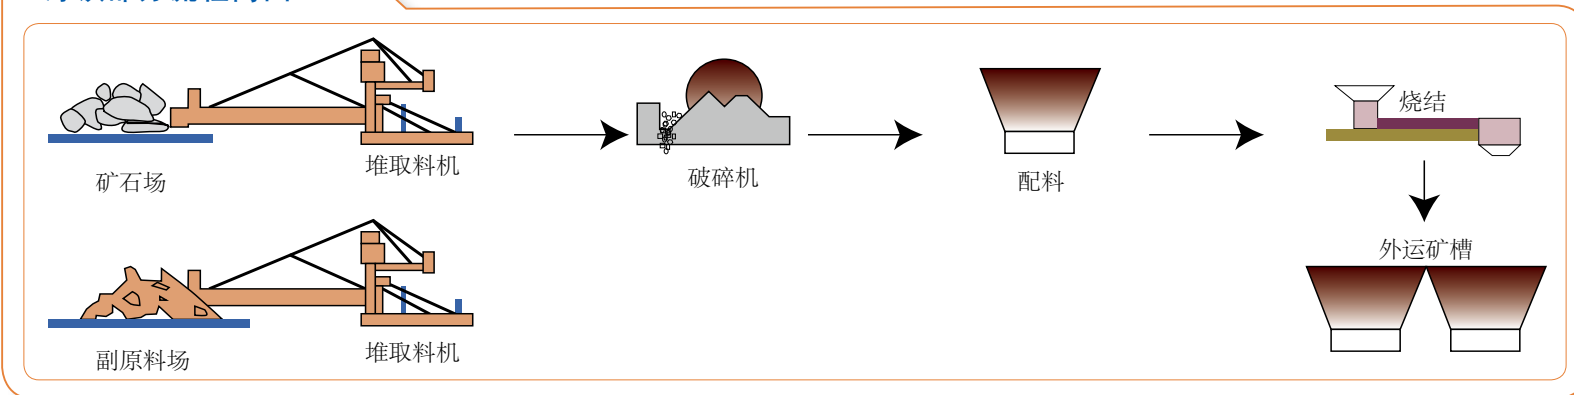 矿石场
堆取料机
破碎机
配料
烧结
外运矿槽
副原料场
堆取料机